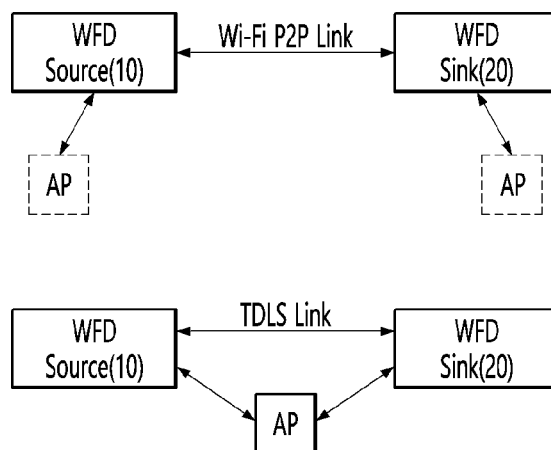 WFD
Source(10)
Wi-Fi P2P Link
WFD
Sink(20)
AP
AP
WFD
Source(10)
TDLS Link
WFD
Sink(20)
AP